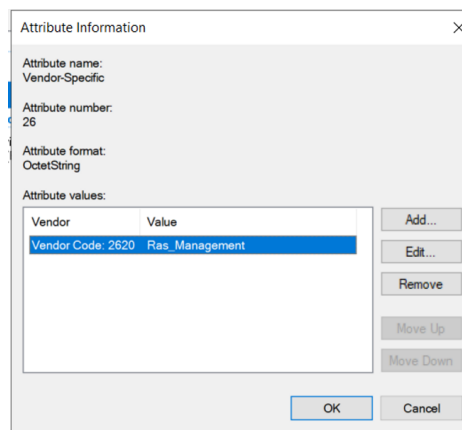 Attribute Information
Attribute name:
Vendor-Specific
Attribute number:
26
Attribute format:
OctetString
Attribute values:
Vendor Value
Vendor Code: 2620 Ras_Management
Add...
Edit...
Remove
Move Up
Move Down
OK Cancel